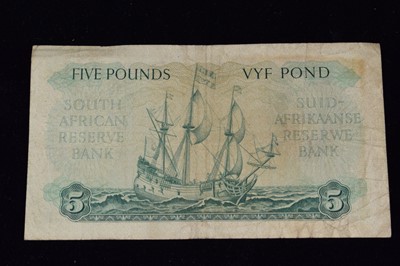 FIVE POUNDS VYF POND
SOUTH
AFRICAN
RESERVE
BANK
SUID-
AFRIKAANSE
RESERWE
BANK
5 5